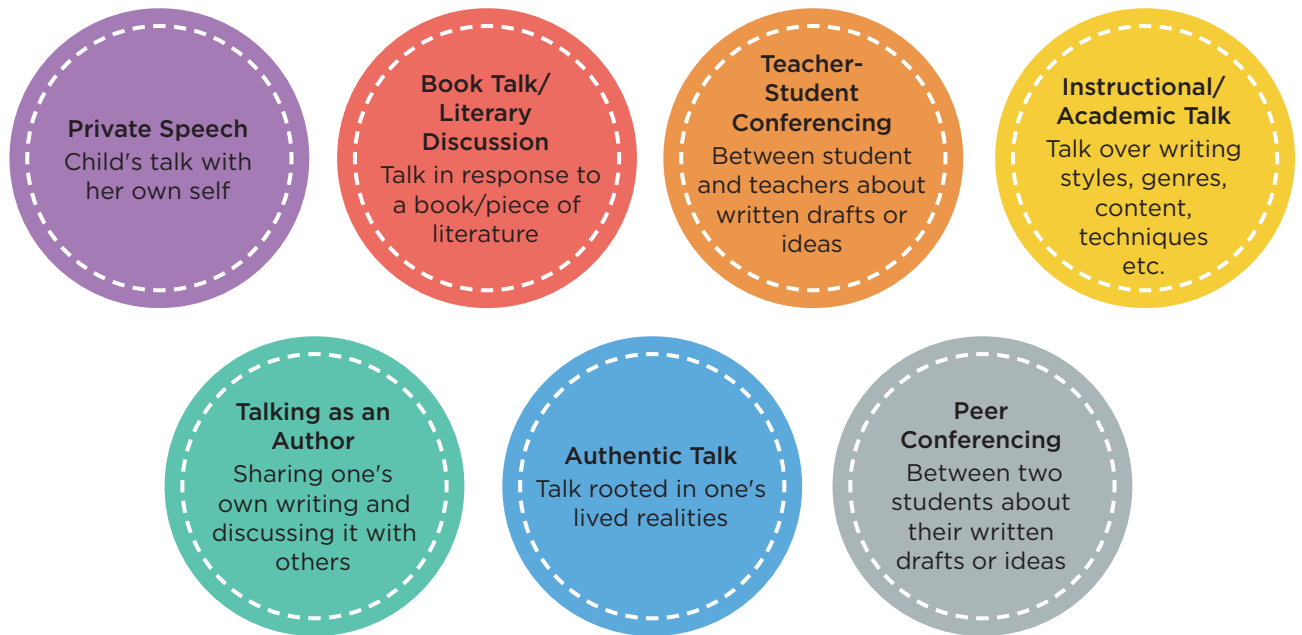 Private Speech
Child's talk with
her own self
Book Talk/
Literary
Discussion
Talk in response to
a book/piece of
literature
Teacher-
Student
Conferencing
Between student
and teachers about
written drafts or
ideas
Instructional/
Academic Talk
Talk over writing
styles, genres,
content,
techniques
etc.
Talking as an
Author
Sharing one's
own writing and
discussing it with
others
Authentic Talk
Talk rooted in one's
lived realities
Peer
Conferencing
Between two
students about
their written
drafts or ideas